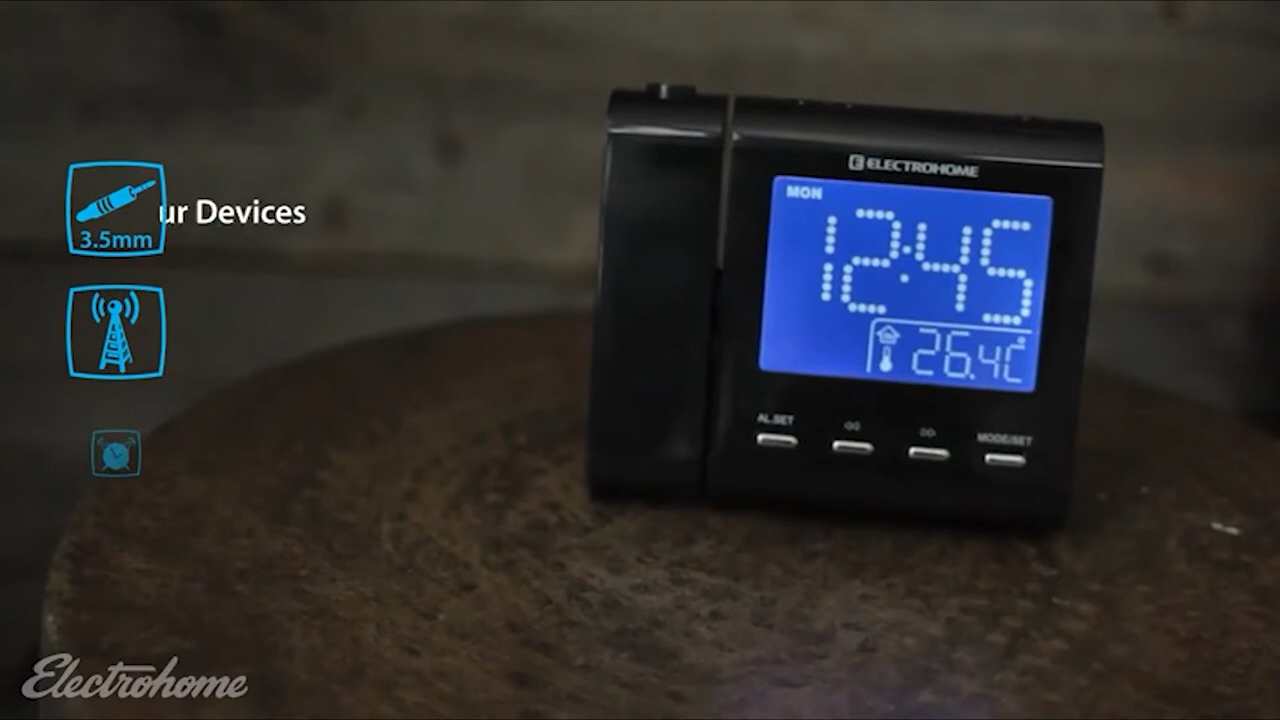 ELECTROHOME
MON
12:45
26.4C
3.5mm
ur Devices
AL.SET
MODE/SET
Electrohome